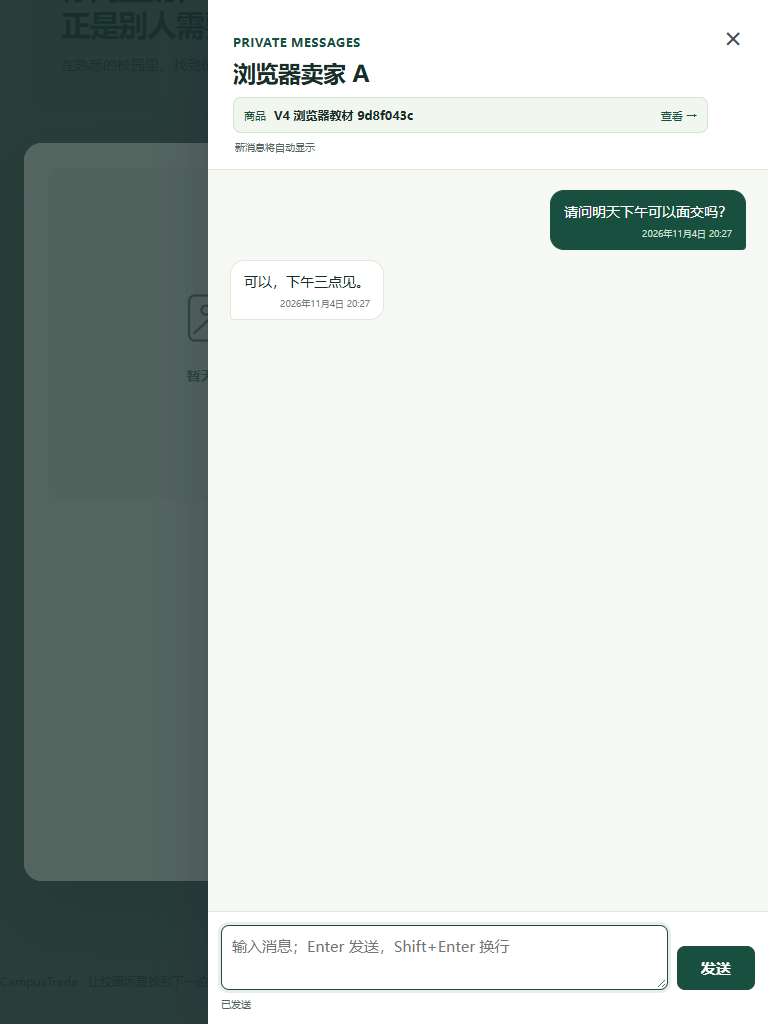 正是别人需
在熟悉的校园里，找到
暂无
CampusTrade · 让校园闲置找到下一位
PRIVATE MESSAGES
浏览器卖家 A
商品 V4 浏览器教材 9d8f043c 查看 →
新消息将自动显示
请问明天下午可以面交吗？
2026年11月4日 20:27
可以，下午三点见。
2026年11月4日 20:27
输入消息；Enter 发送，Shift+Enter 换行
发送
已发送